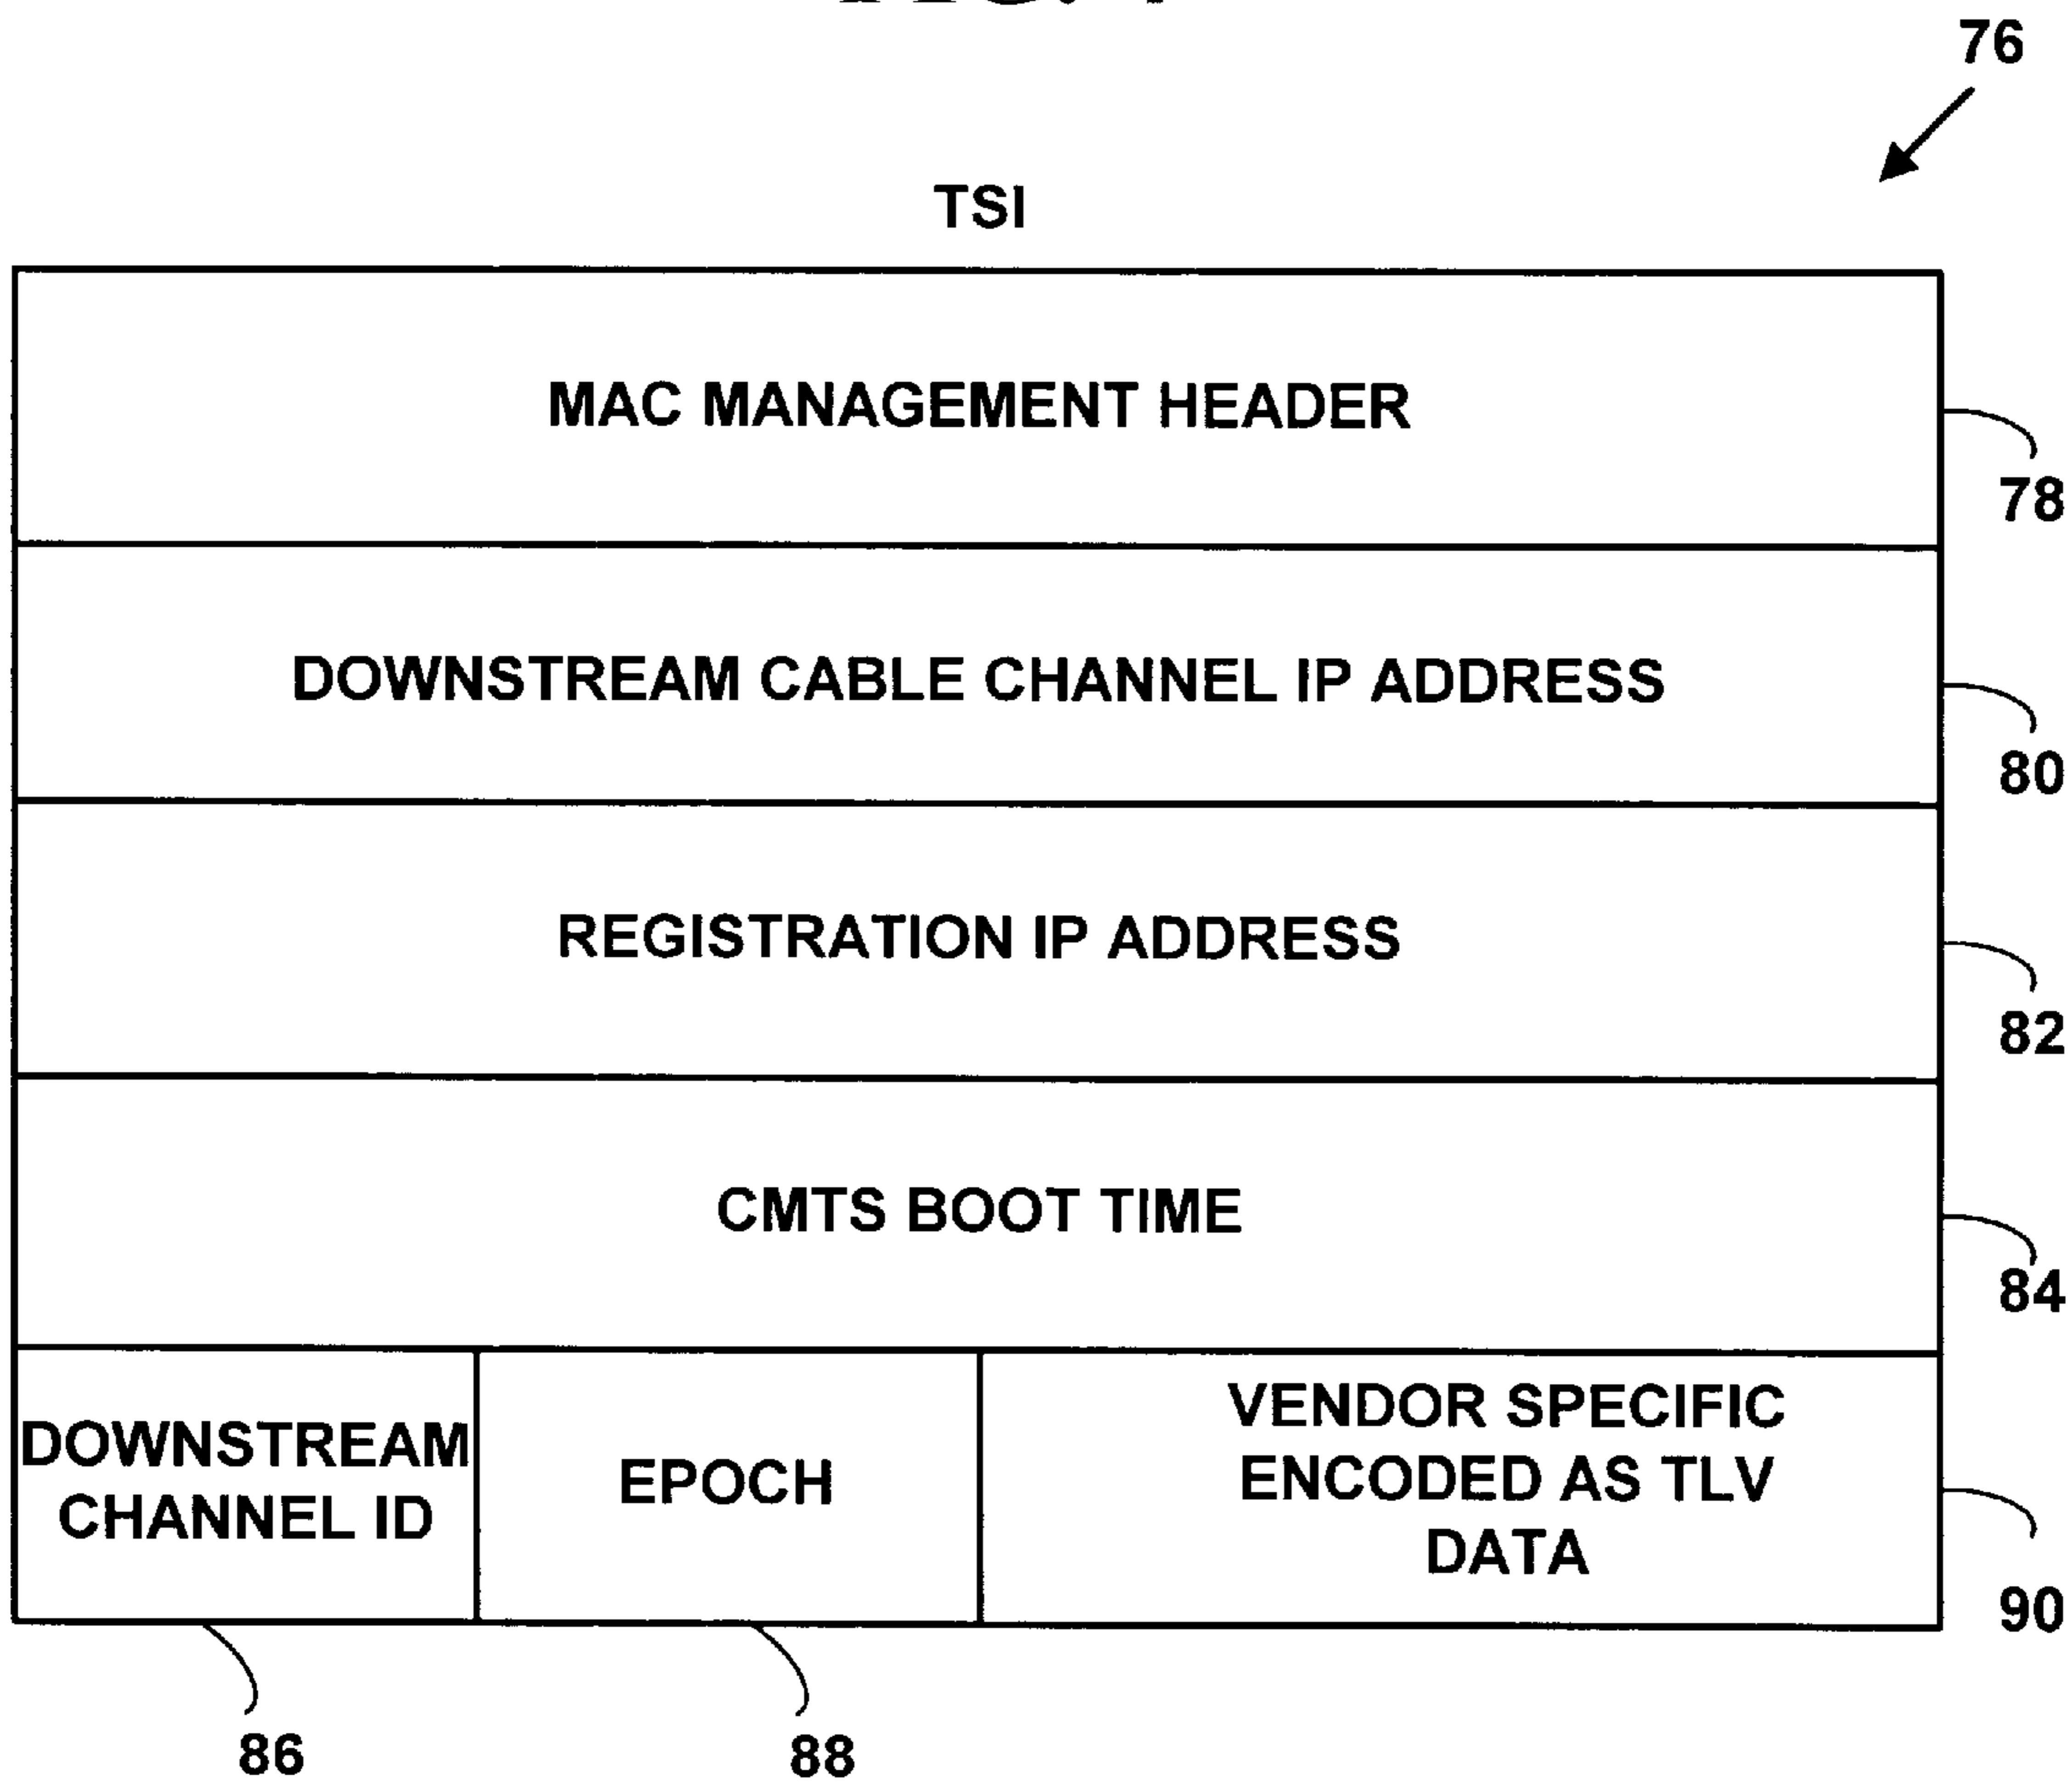 76
TSI
MAC MANAGEMENT HEADER
78
DOWNSTREAM CABLE CHANNEL IP ADDRESS
80
REGISTRATION IP ADDRESS
82
CMTS BOOT TIME
84
DOWNSTREAM
CHANNEL ID
EPOCH
VENDOR SPECIFIC
ENCODED AS TLV
DATA
90
86
88